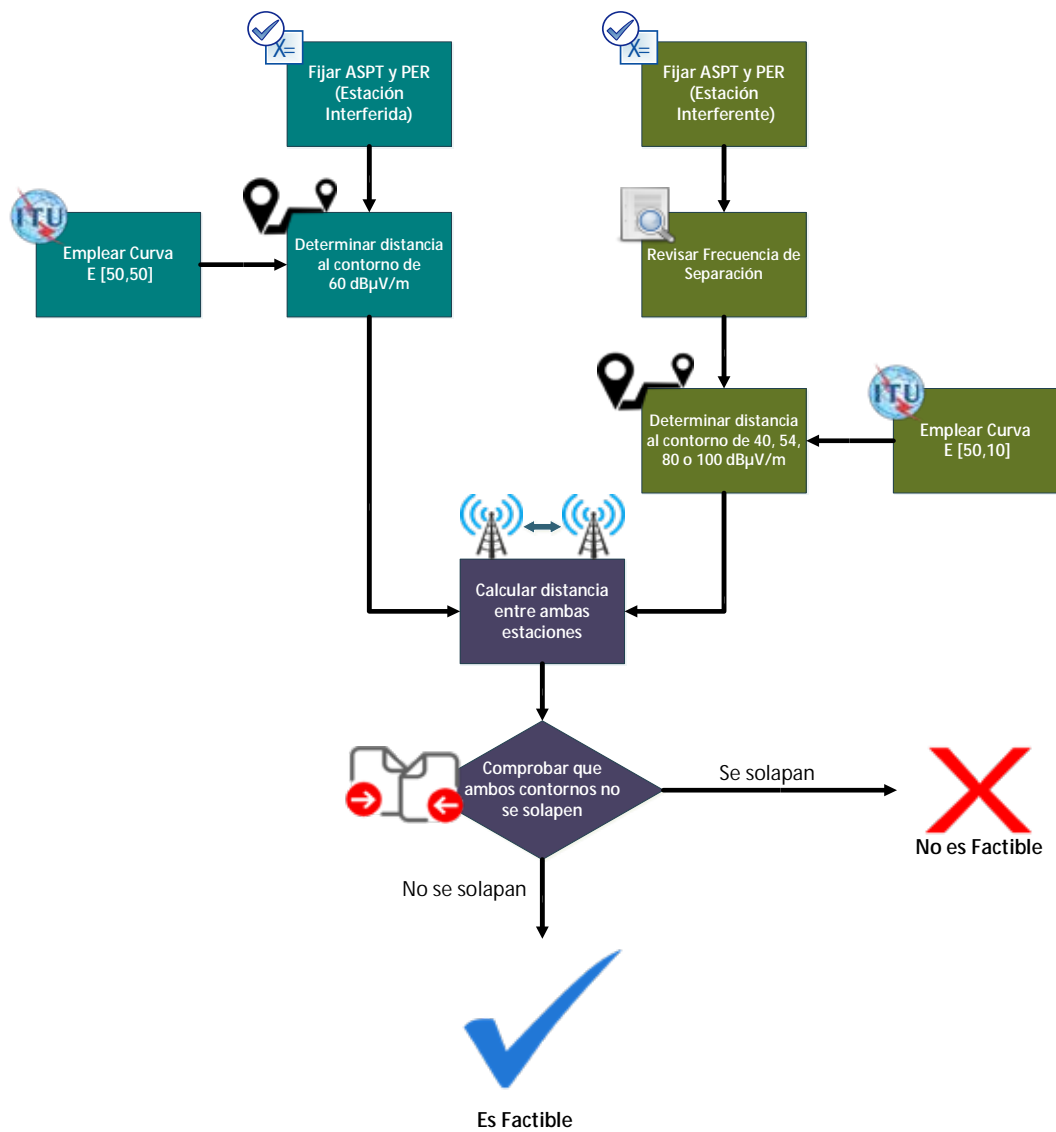 X=
Fijar ASPT y PER
(Estación
Interferida)
X=
Fijar ASPT y PER
(Estación
Interferente)
ITU
Emplear Curva
E [50,50]
Determinar distancia
al contorno de
60 dBµV/m
Revisar Frecuencia de
Separación
Determinar distancia
al contorno de 40, 54,
80 o 100 dBµV/m
ITU
Emplear Curva
E [50,10]
Calcular distancia
entre ambas
estaciones
Comprobar que
ambos contornos no
se solapen
Se solapan
No es Factible
No se solapan
Es Factible